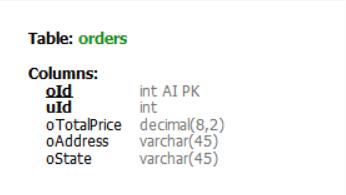 Table: orders
Columns:
oId int AI PK
uId int
oTotalPrice decimal(8,2)
oAddress varchar(45)
oState varchar(45)